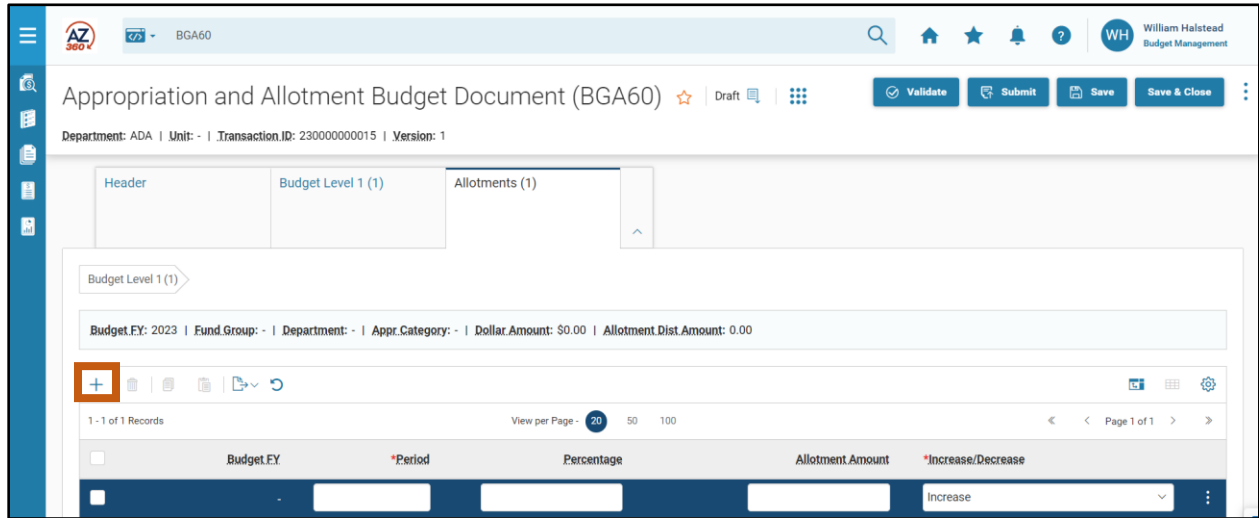 AZ
360
BGA60
?
WH
William Halstead
Budget Management
Appropriation and Allotment Budget Document (BGA60)
Draft
Validate
Submit
Save
Save & Close
Department: ADA | Unit: - | Transaction ID: 230000000015 | Version: 1
Header
Budget Level 1 (1)
Allotments (1)
Budget Level 1 (1)
Budget FY: 2023 | Fund Group: - | Department: - | Appr Category: - | Dollar Amount: $0.00 | Allotment Dist Amount: 0.00
1 - 1 of 1 Records
View per Page - 20 50 100
Page 1 of 1
Budget FY *Period Percentage Allotment Amount *Increase/Decrease
- Increase